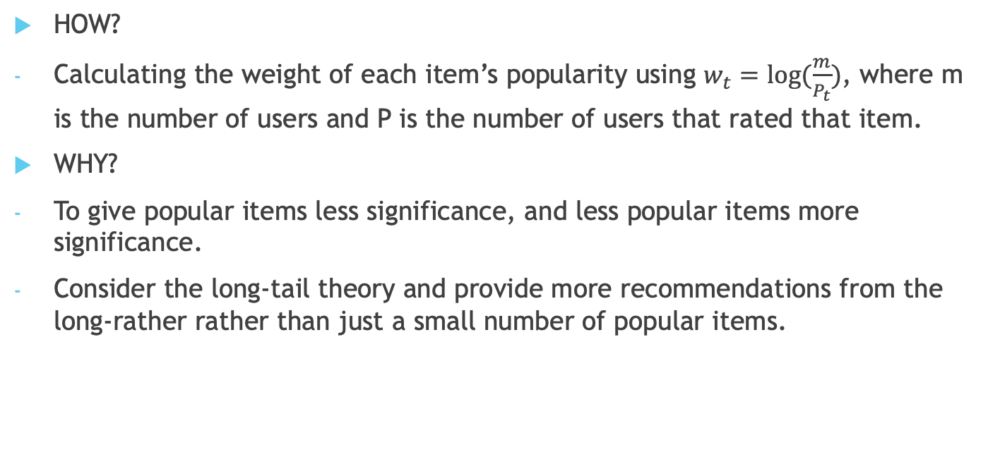 ▶ HOW?
- Calculating the weight of each item’s popularity using wₜ = log(m/Pₜ), where m
is the number of users and P is the number of users that rated that item.
▶ WHY?
- To give popular items less significance, and less popular items more
significance.
- Consider the long-tail theory and provide more recommendations from the
long-rather rather than just a small number of popular items.